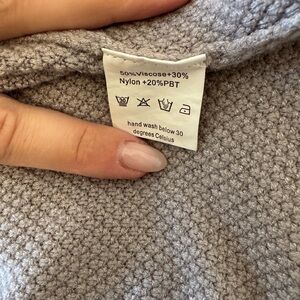 50%Viscose+30%
Nylon +20%PBT
hand wash below 30
degrees Celsius